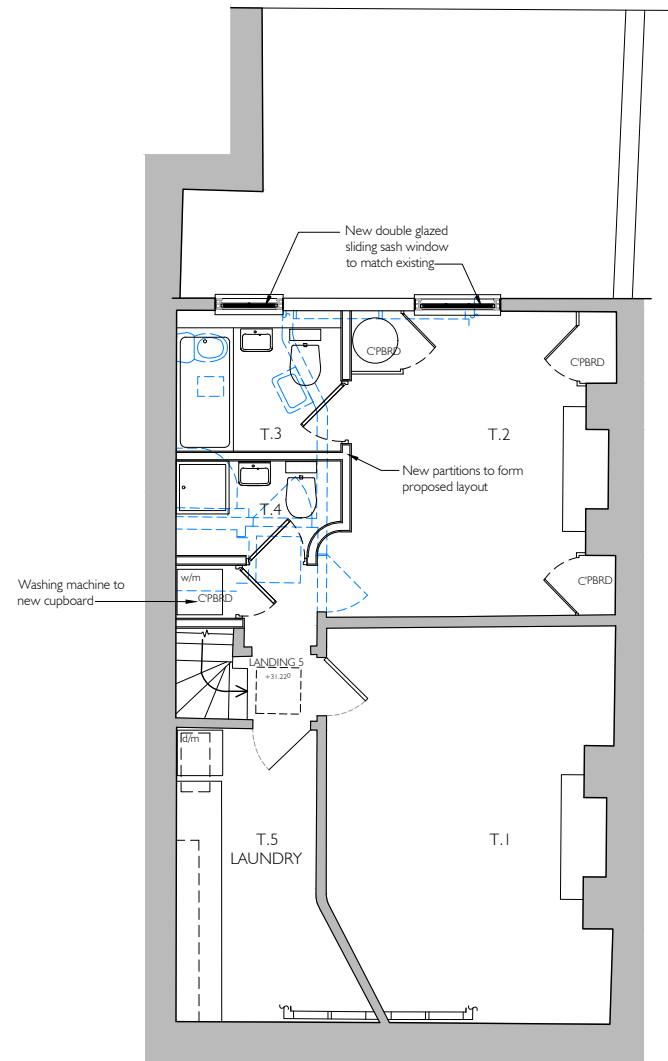 New double glazed
sliding sash window
to match existing
C'PBRD
C'PBRD
T.3
T.2
New partitions to form
proposed layout
T.4
Washing machine to
new cupboard
w/m
C'PBRD
C'PBRD
LANDING 5
+31.220
d/m
T.5
LAUNDRY
T.1